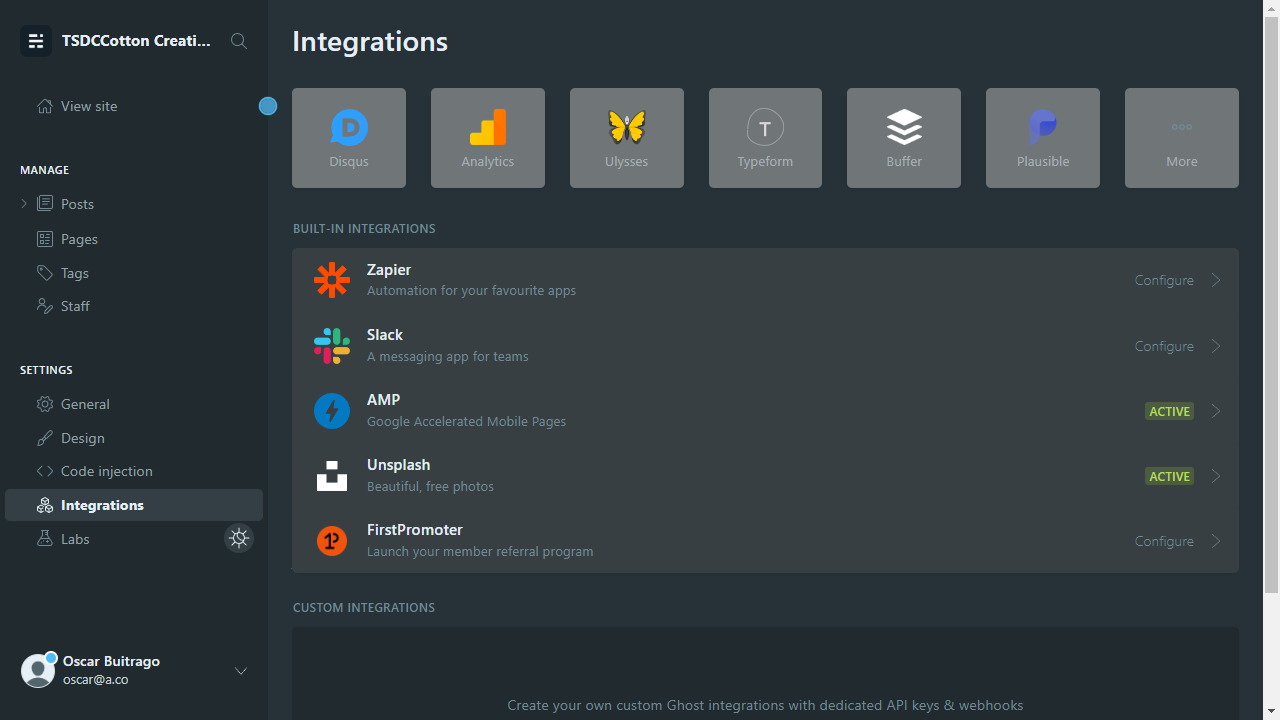 TSDCCotton Creati...
View site
MANAGE
Posts
Pages
Tags
Staff
SETTINGS
General
Design
Code injection
Integrations
Labs
Oscar Buitrago
oscar@a.co
Integrations
Disqus
Analytics
Ulysses
T
Typeform
Buffer
Plausible
More
BUILT-IN INTEGRATIONS
Zapier
Automation for your favourite apps
Configure
Slack
A messaging app for teams
Configure
AMP
Google Accelerated Mobile Pages
ACTIVE
Unsplash
Beautiful, free photos
ACTIVE
FirstPromoter
Launch your member referral program
Configure
CUSTOM INTEGRATIONS
Create your own custom Ghost integrations with dedicated API keys & webhooks